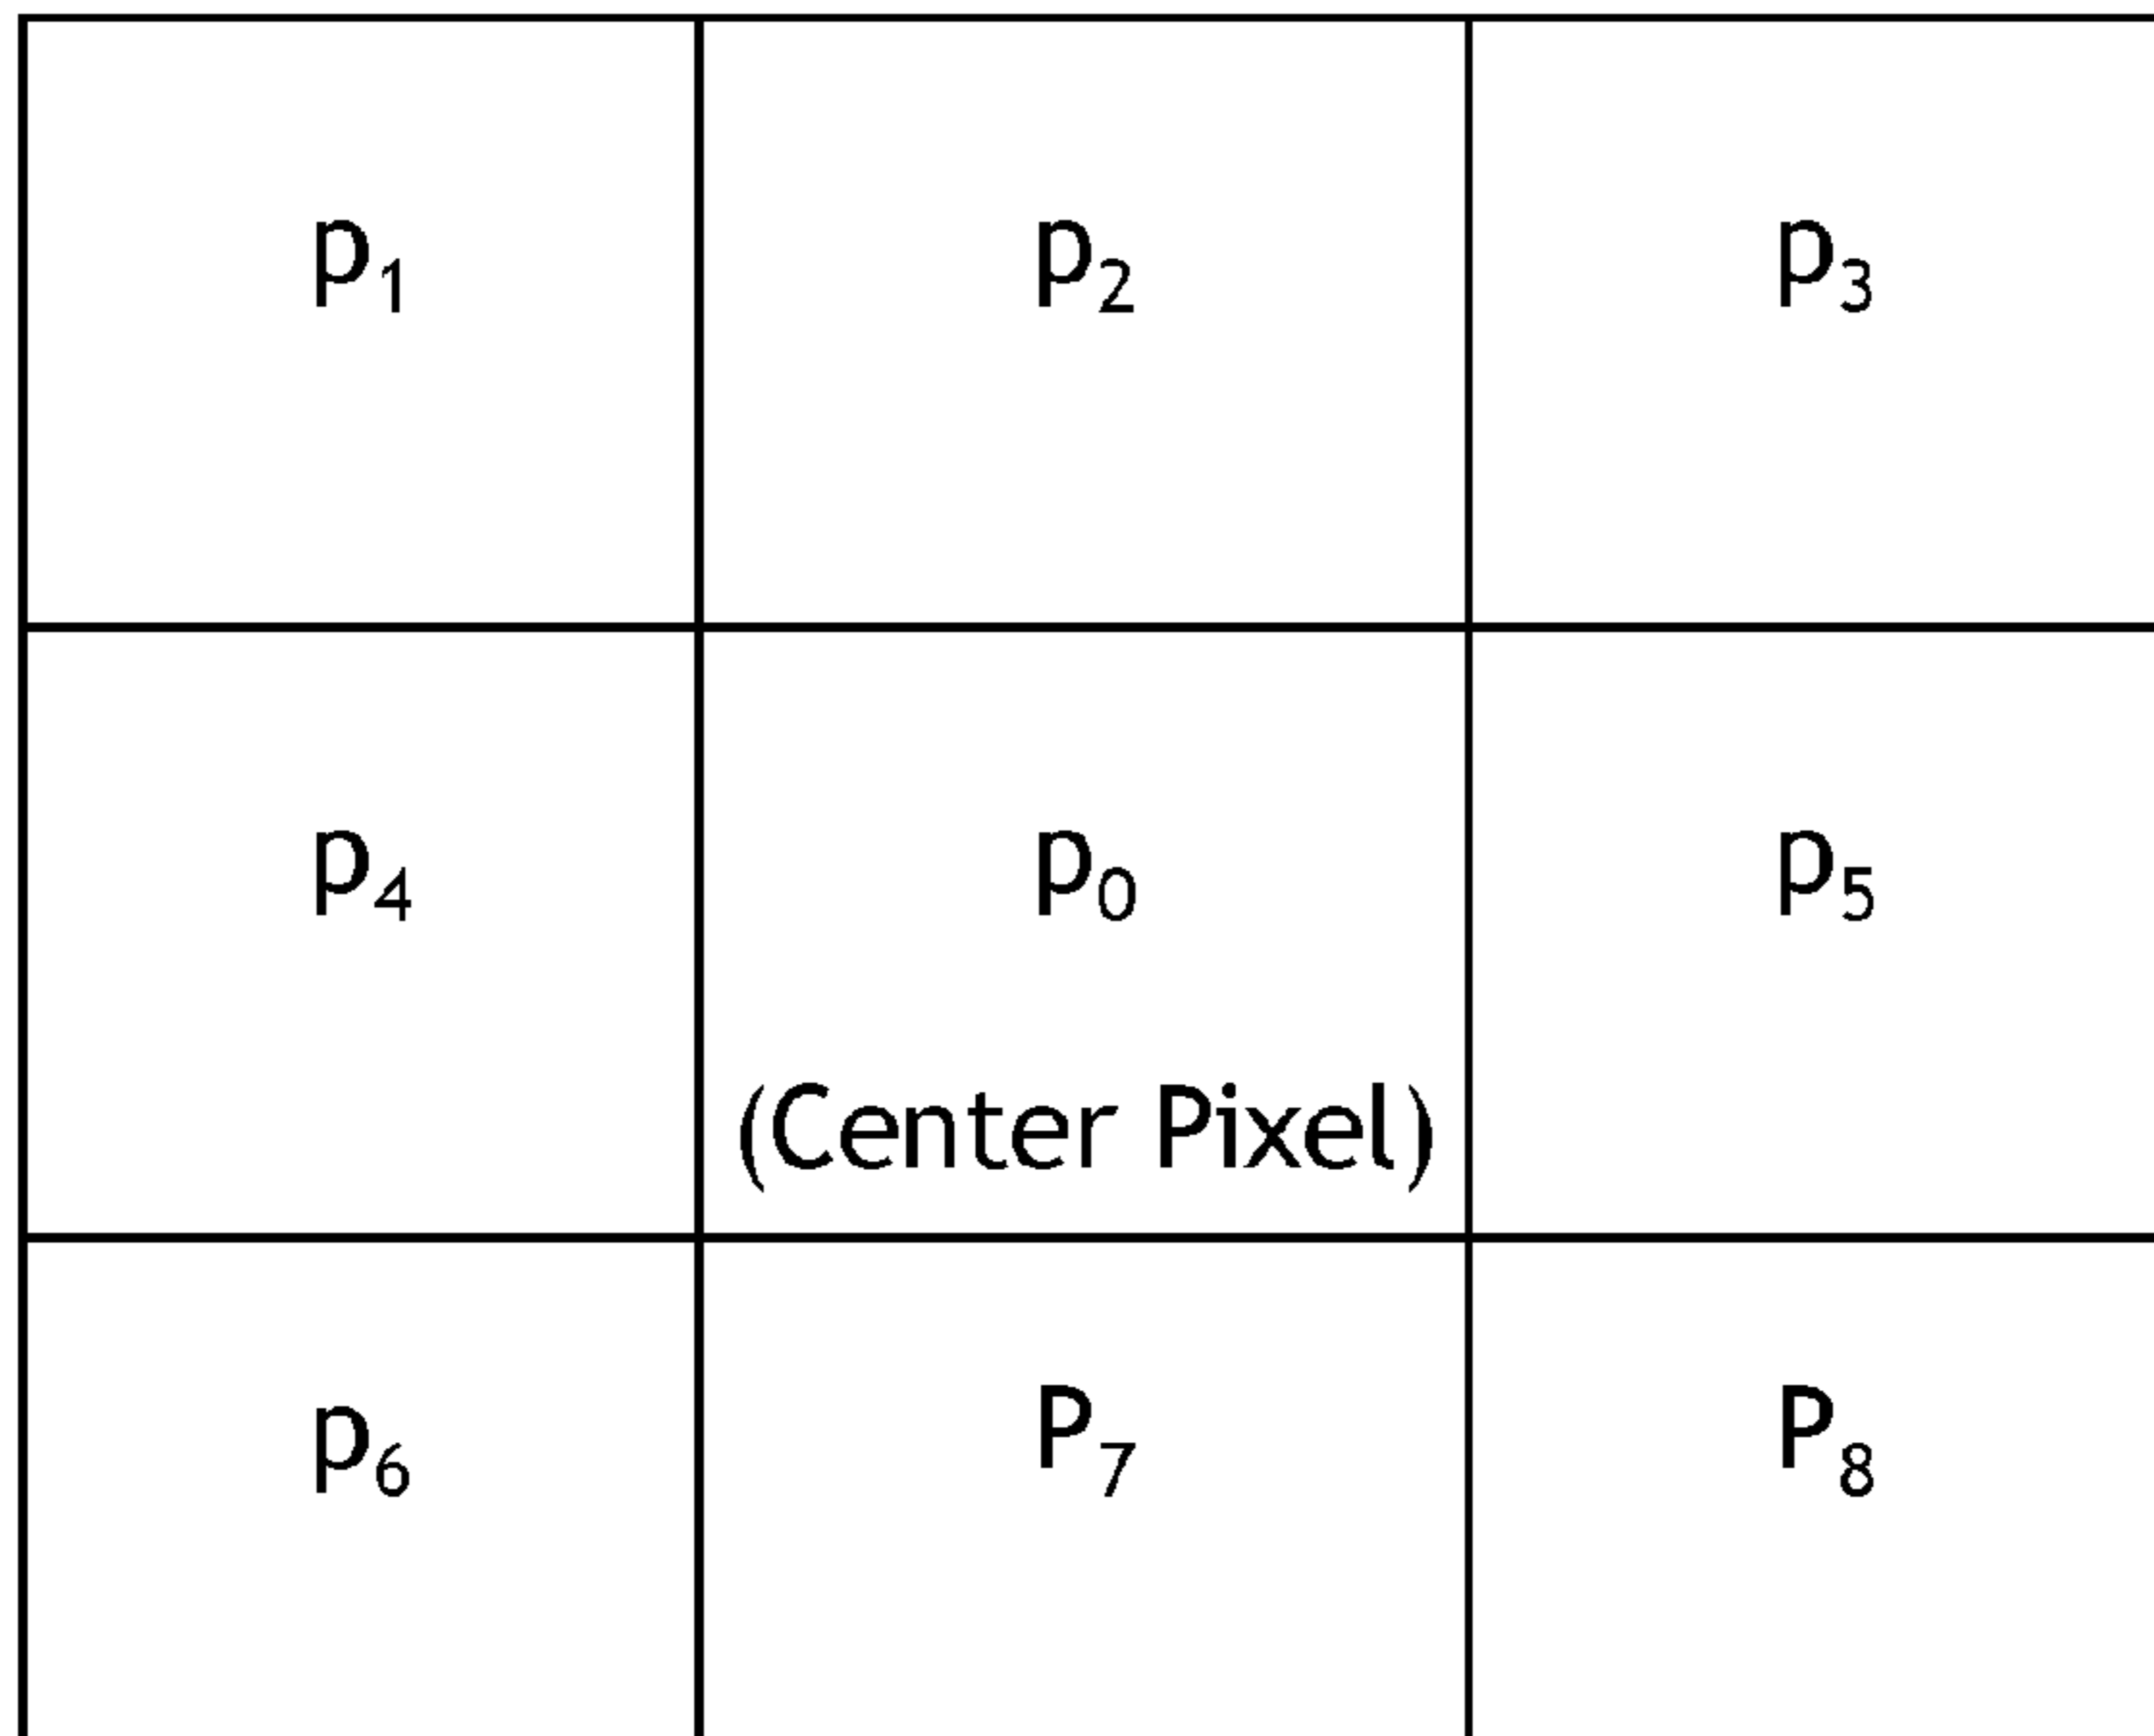 p₁ p₂ p₃
p₄ p₀ p₅
(Center Pixel)
p₆ P₇ P₈